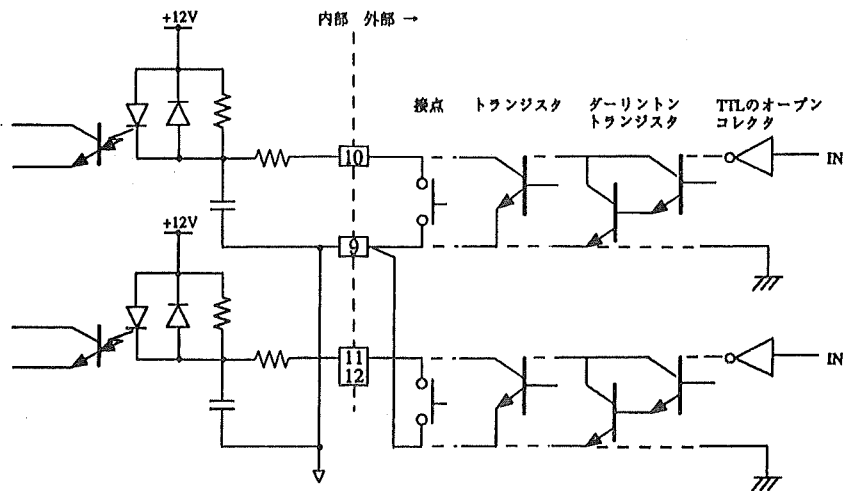 +12V
内部 外部 →
接点
トランジスタ
ダーリントン
トランジスタ
TTLのオープン
コレクタ
10
IN
+12V
9
11
12
IN